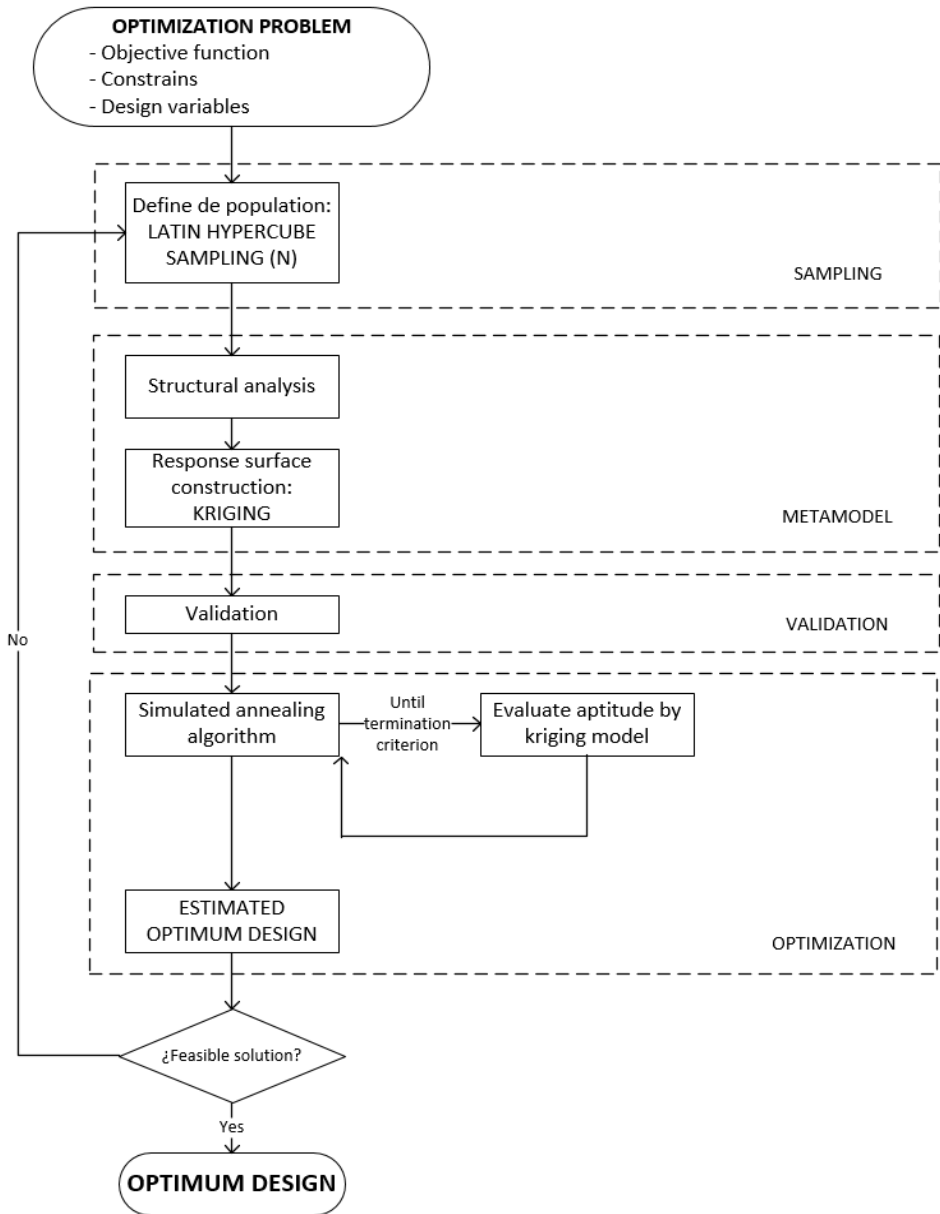 OPTIMIZATION PROBLEM
- Objective function
- Constrains
- Design variables
Define de population:
LATIN HYPERCUBE
SAMPLING (N)
SAMPLING
Structural analysis
Response surface
construction:
KRIGING
METAMODEL
Validation
VALIDATION
No
Simulated annealing
algorithm
Until
termination
criterion
Evaluate aptitude by
kriging model
ESTIMATED
OPTIMUM DESIGN
OPTIMIZATION
¿Feasible solution?
Yes
OPTIMUM DESIGN